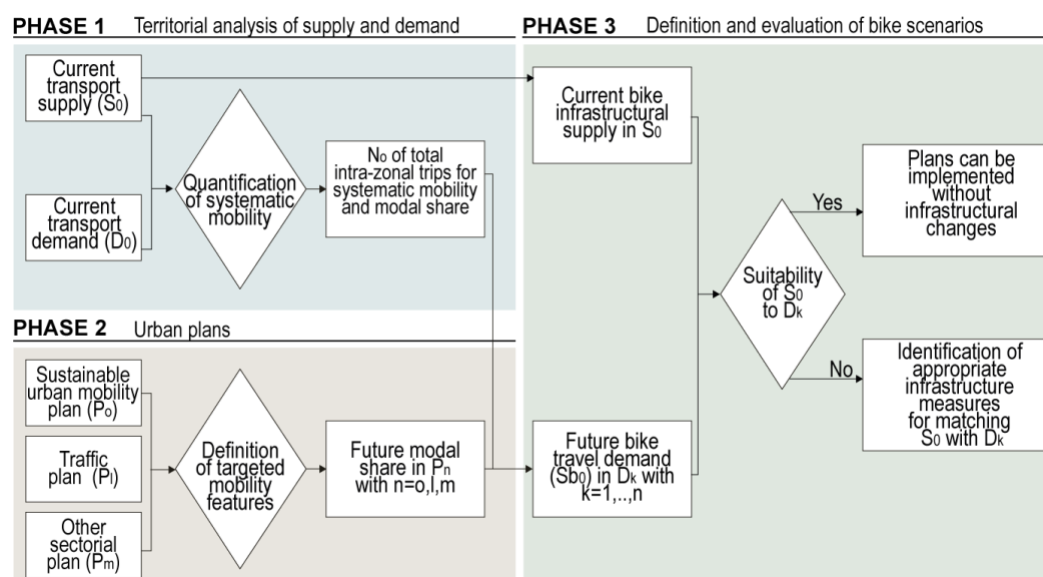 PHASE 1 Territorial analysis of supply and demand
Current
transport
supply (S0)
Current
transport
demand (D0)
Quantification
of systematic
mobility
No of total
intra-zonal trips for
systematic mobility
and modal share
PHASE 2 Urban plans
Sustainable
urban mobility
plan (Po)
Traffic
plan (Pl)
Other
sectorial
plan (Pm)
Definition
of targeted
mobility
features
Future modal
share in Pn
with n=o,l,m
PHASE 3 Definition and evaluation of bike scenarios
Current bike
infrastructural
supply in S0
Future bike
travel demand
(Sb0) in Dk with
k=1,..,n
Suitability
of S0
to Dk
Yes
Plans can be
implemented
without
infrastructural
changes
No
Identification of
appropriate
infrastructure
measures
for matching
S0 with Dk